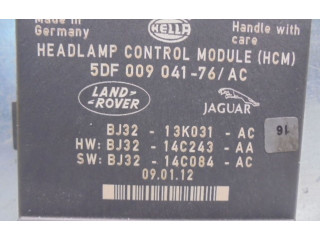 Made in
Germany
HELLA
Handle with
care
HEADLAMP CONTROL MODULE (HCM)
5DF 009 041-76/AC
LAND-
ROVER
JAGUAR
BJ32 - 13K031 - AC
HW: BJ32 - 14C243 - AA
SW: BJ32 - 14C084 - AC
09.01.12
16